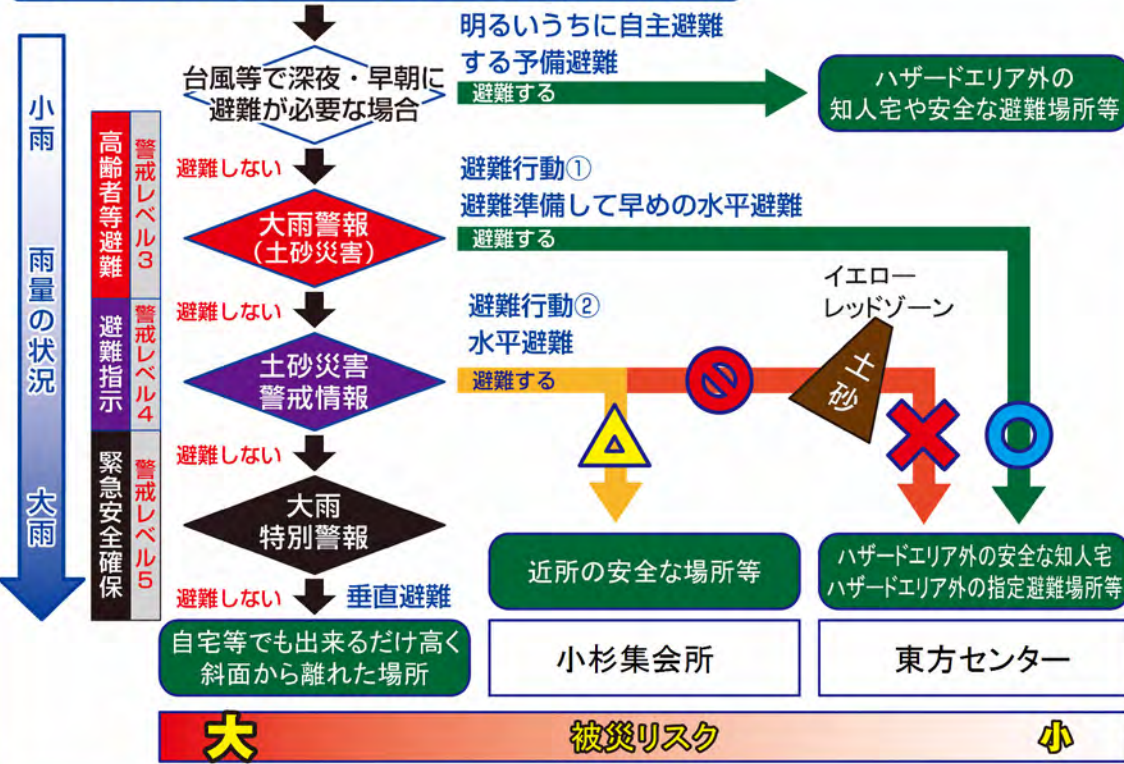 明るいうちに自主避難
する予備避難
台風等で深夜・早朝に
避難が必要な場合
避難する
ハザードエリア外の
知人宅や安全な避難場所等
小雨
雨量の状況
大雨
高齢者等避難
警戒レベル3
避難指示
警戒レベル4
緊急安全確保
警戒レベル5
避難しない
避難行動①
避難準備して早めの水平避難
大雨警報
(土砂災害)
避難する
イエロー
レッドゾーン
避難しない
避難行動②
水平避難
土砂災害
警戒情報
避難する
土砂
避難しない
大雨
特別警報
近所の安全な場所等
ハザードエリア外の安全な知人宅
ハザードエリア外の指定避難場所等
避難しない
垂直避難
自宅等でも出来るだけ高く
斜面から離れた場所
小杉集会所
東方センター
大
被災リスク
小